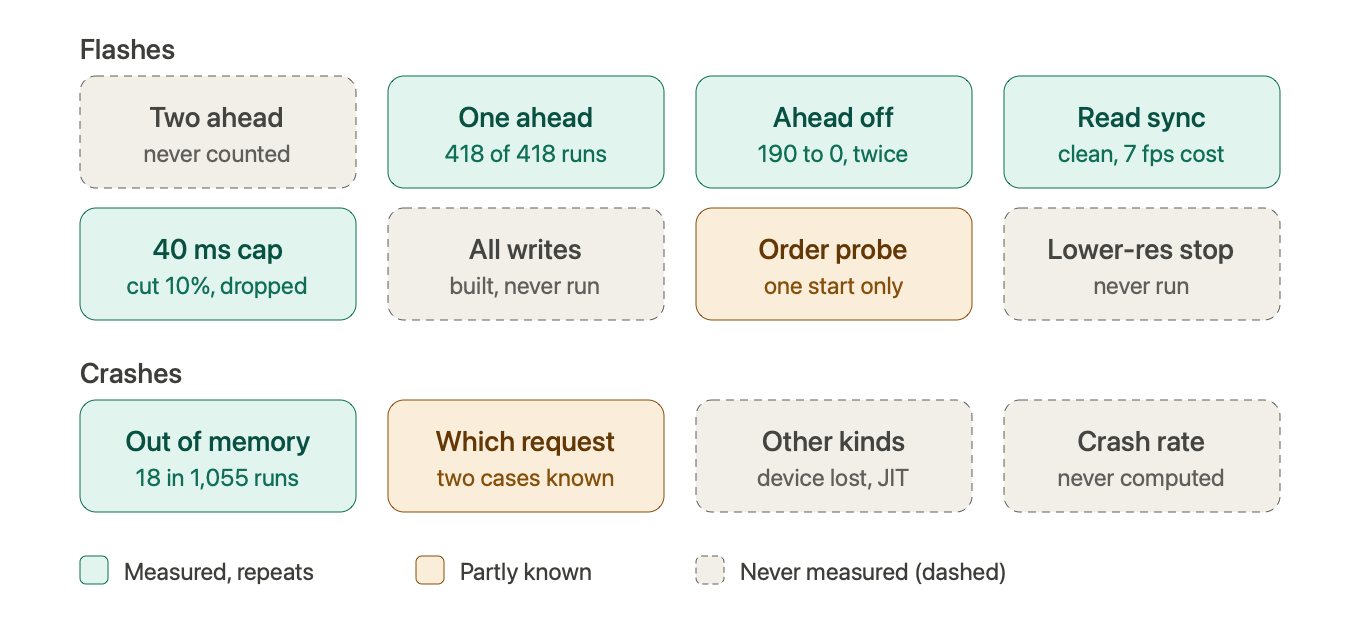 Flashes
Two ahead
never counted
One ahead
418 of 418 runs
Ahead off
190 to 0, twice
Read sync
clean, 7 fps cost
40 ms cap
cut 10%, dropped
All writes
built, never run
Order probe
one start only
Lower-res stop
never run
Crashes
Out of memory
18 in 1,055 runs
Which request
two cases known
Other kinds
device lost, JIT
Crash rate
never computed
Measured, repeats
Partly known
Never measured (dashed)